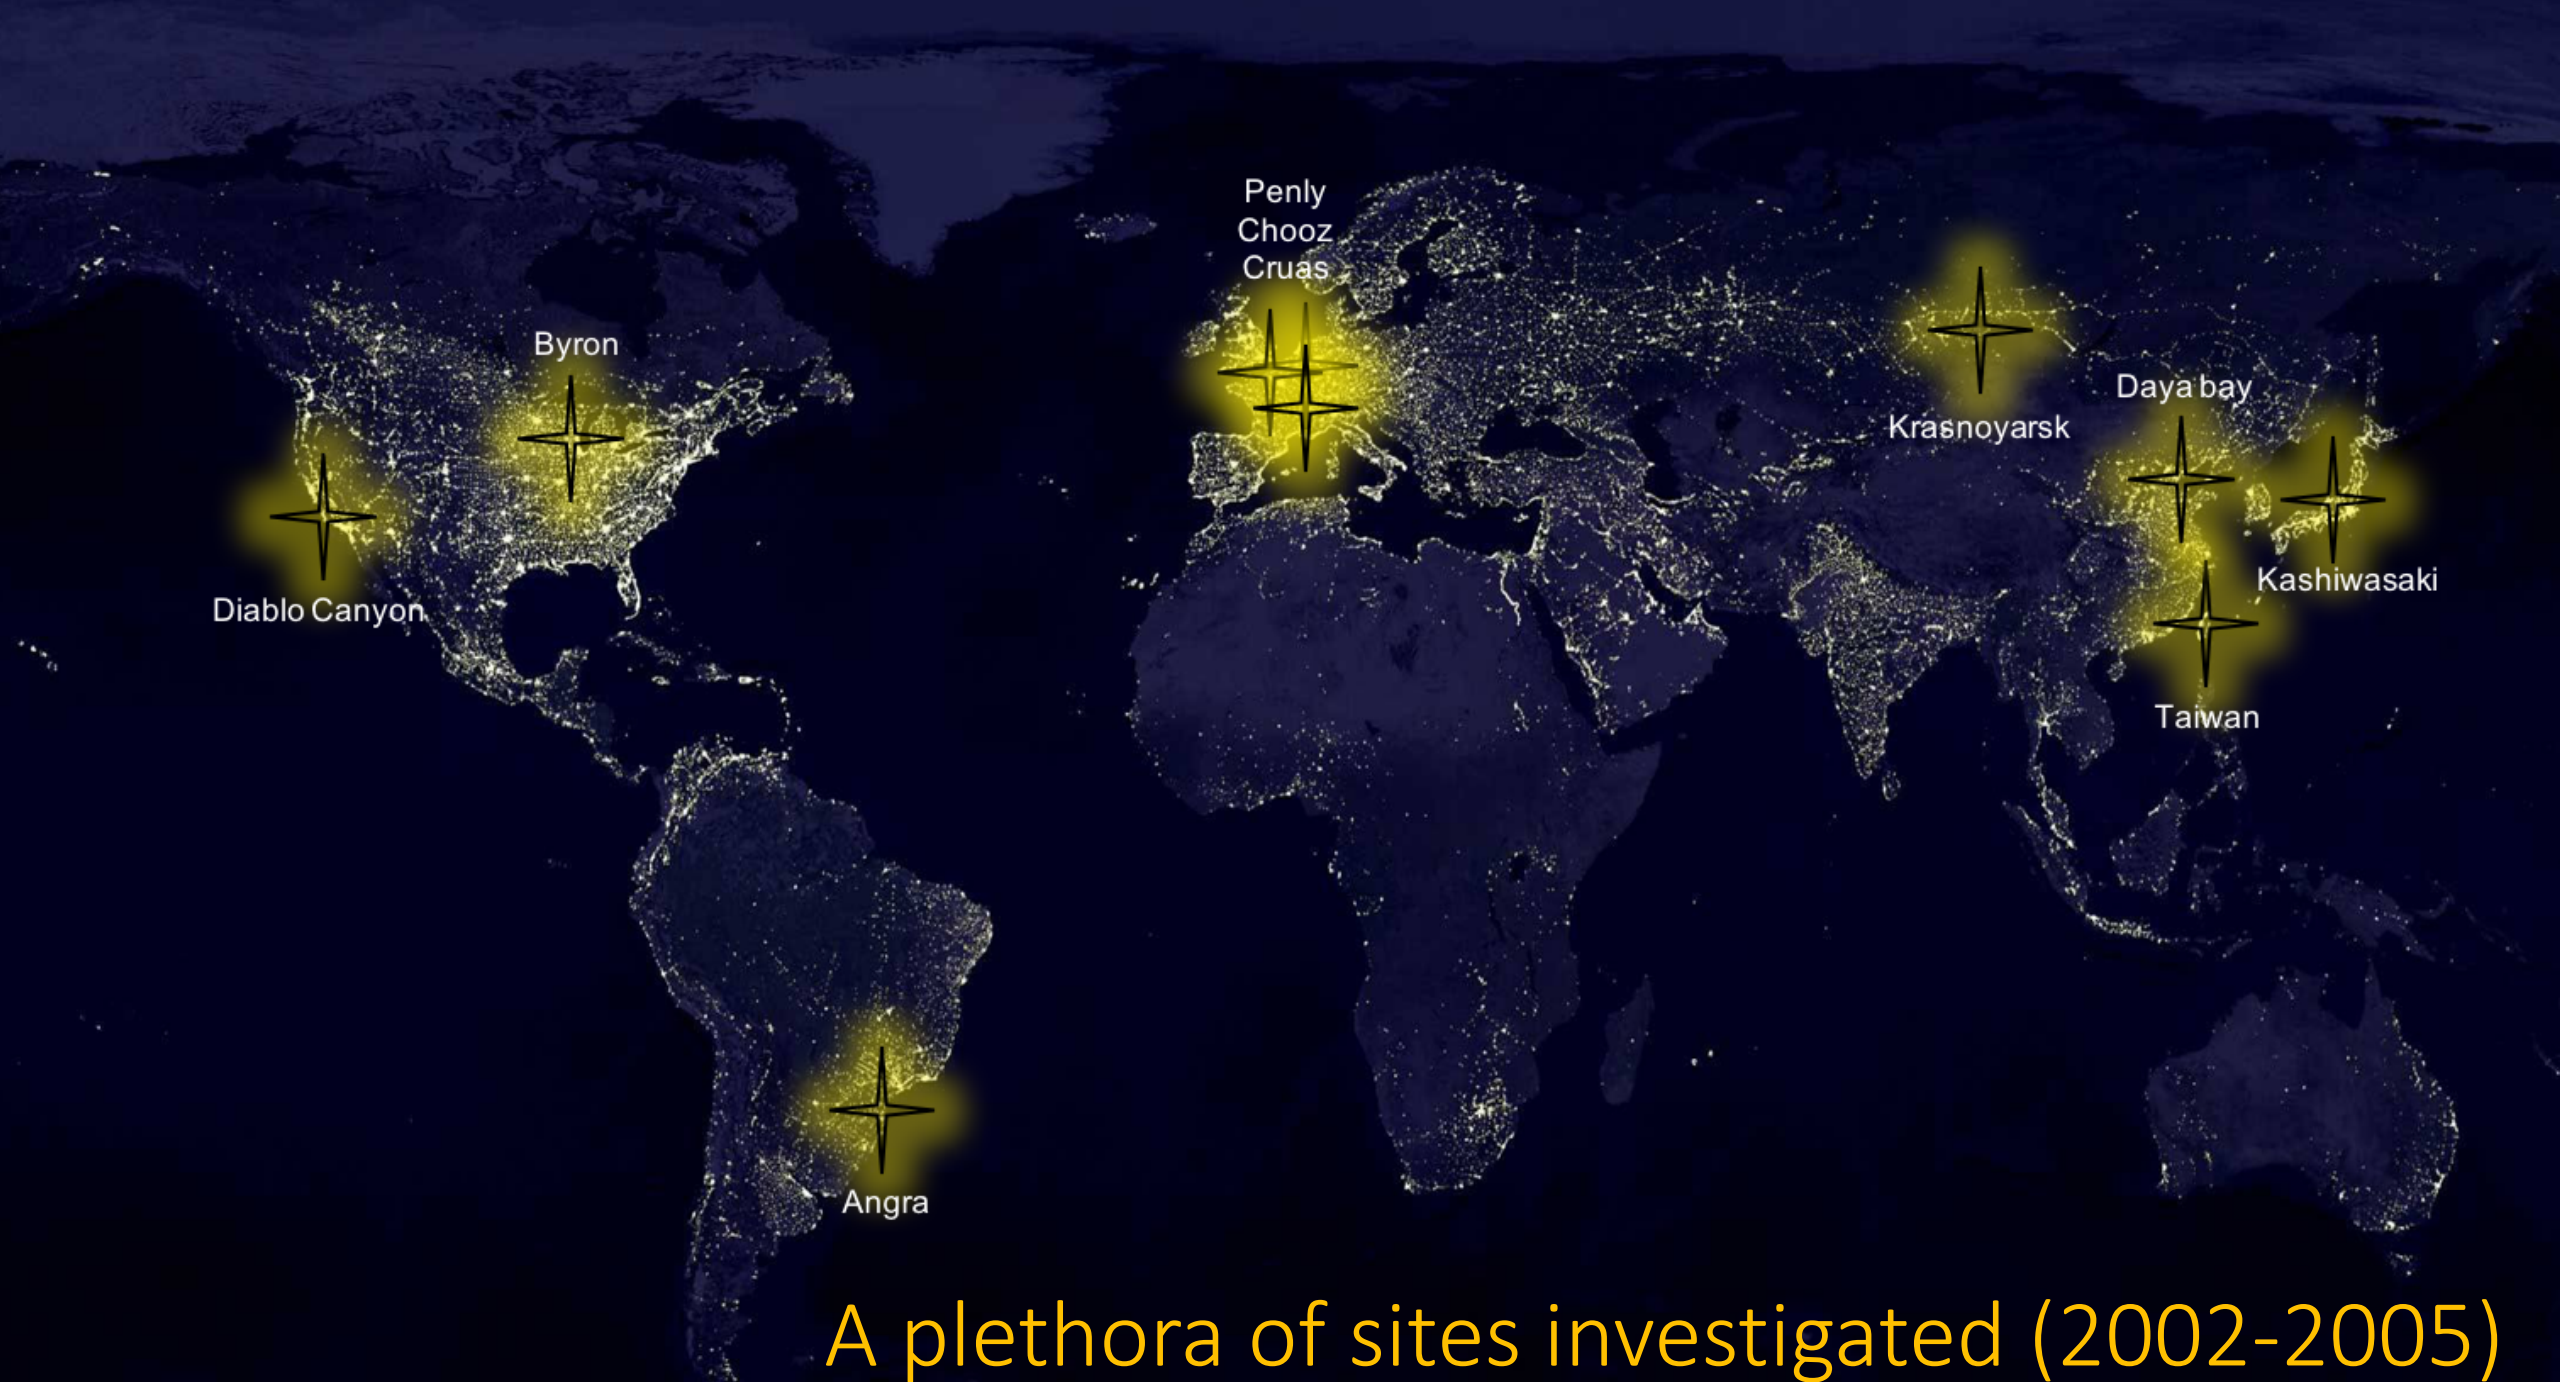 Penly
Chooz
Cruas
Byron
Daya bay
Krasnoyarsk
Kashiwasaki
Diablo Canyon
Taiwan
Angra
A plethora of sites investigated (2002-2005)